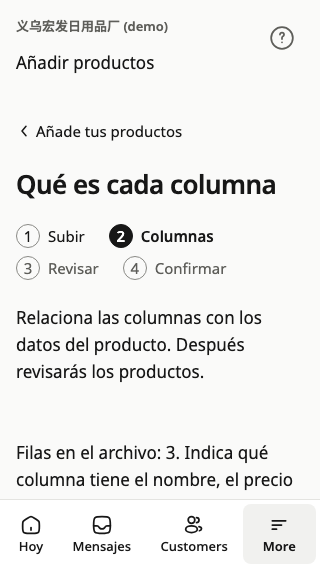 义乌宏发日用品厂 (demo)
Añadir productos
Añade tus productos
Qué es cada columna
1 Subir 2 Columnas
3 Revisar 4 Confirmar
Relaciona las columnas con los
datos del producto. Después
revisarás los productos.
Filas en el archivo: 3. Indica qué
columna tiene el nombre, el precio
Hoy Mensajes Customers More